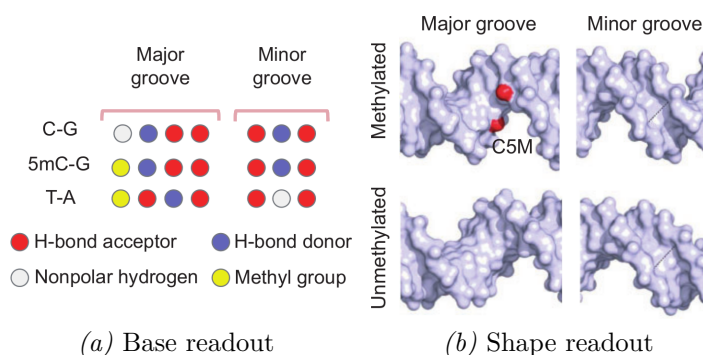 a
Major groove
Minor groove
C-G
5mC-G
T-A
H-bond acceptor
H-bond donor
Nonpolar hydrogen
Methyl group
(a) Base readout
b
Major groove
Minor groove
Methylated
C5M
Unmethylated
(b) Shape readout